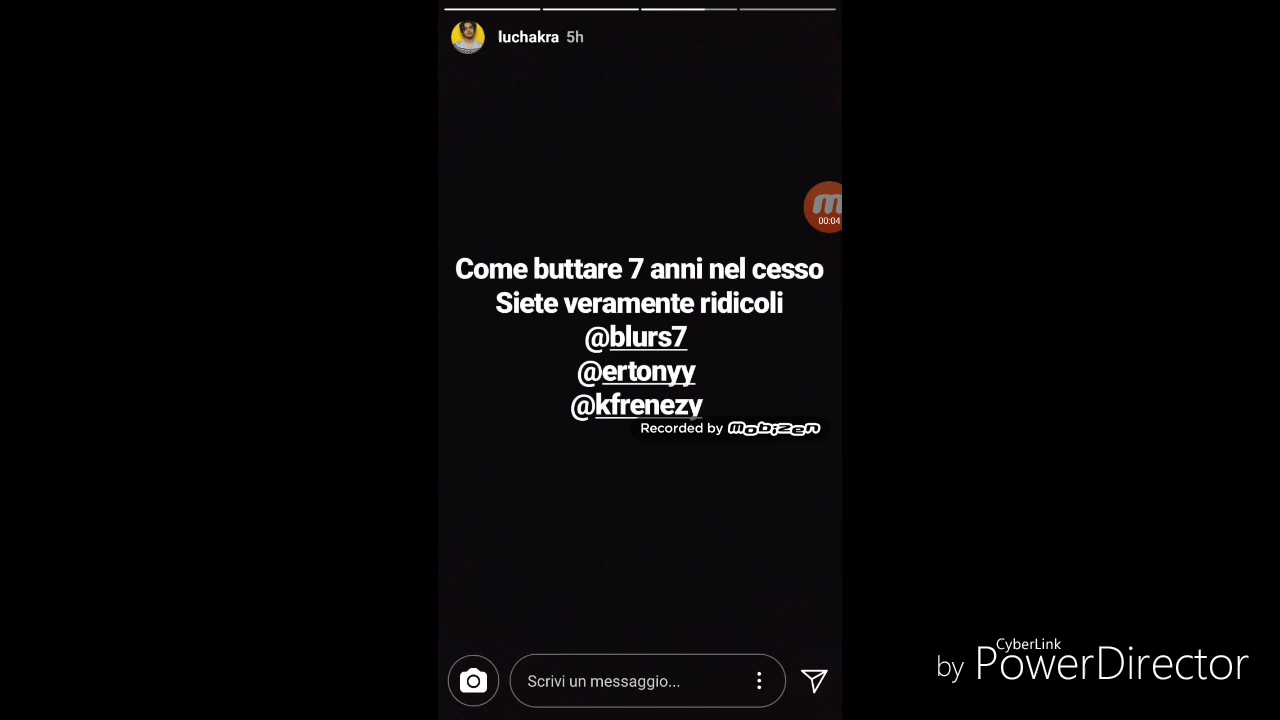 luchakra 5h
00:04
Come buttare 7 anni nel cesso
Siete veramente ridicoli
@blurs7
@ertonyy
@kfrenezy
Recorded by mobizen
Scrivi un messaggio...
CyberLink
by PowerDirector